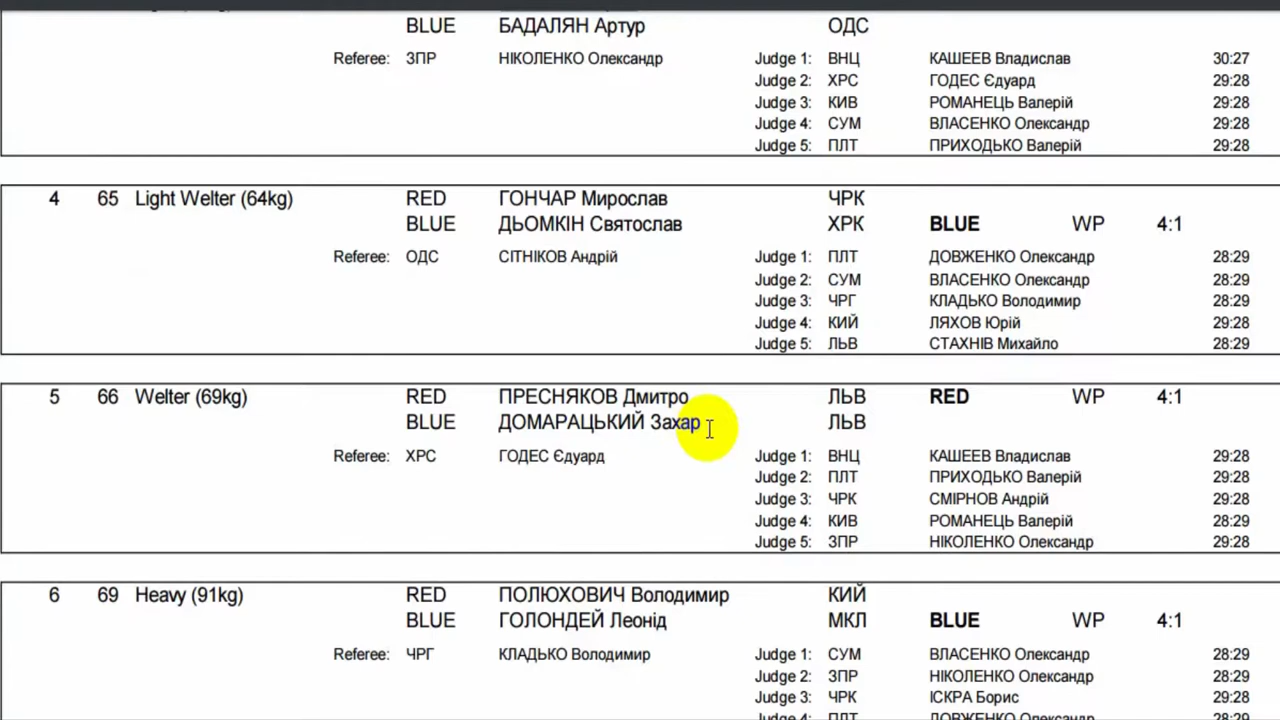 BLUE БАДАЛЯН Артур ОДС
Referee: ЗПР НІКОЛЕНКО Олександр Judge 1: ВНЦ КАШЕЕВ Владислав 30:27
Judge 2: ХРС ГОДЕС Єдуард 29:28
Judge 3: КИВ РОМАНЕЦЬ Валерій 29:28
Judge 4: СУМ ВЛАСЕНКО Олександр 29:28
Judge 5: ПЛТ ПРИХОДЬКО Валерій 29:28
4 65 Light Welter (64kg) RED ГОНЧАР Мирослав ЧРК
BLUE ДЬОМКІН Святослав ХРК BLUE WP 4:1
Referee: ОДС СІТНІКОВ Андрій Judge 1: ПЛТ ДОВЖЕНКО Олександр 28:29
Judge 2: СУМ ВЛАСЕНКО Олександр 28:29
Judge 3: ЧРГ КЛАДЬКО Володимир 28:29
Judge 4: КИЙ ЛЯХОВ Юрій 29:28
Judge 5: ЛЬВ СТАХНІВ Михайло 28:29
5 66 Welter (69kg) RED ПРЕСНЯКОВ Дмитро ЛЬВ RED WP 4:1
BLUE ДОМАРАЦЬКИЙ Захар ЛЬВ
Referee: ХРС ГОДЕС Єдуард Judge 1: ВНЦ КАШЕЕВ Владислав 29:28
Judge 2: ПЛТ ПРИХОДЬКО Валерій 29:28
Judge 3: ЧРК СМІРНОВ Андрій 29:28
Judge 4: КИВ РОМАНЕЦЬ Валерій 28:29
Judge 5: ЗПР НІКОЛЕНКО Олександр 29:28
6 69 Heavy (91kg) RED ПОЛЮХОВИЧ Володимир КИЙ
BLUE ГОЛОНДЕЙ Леонід МКЛ BLUE WP 4:1
Referee: ЧРГ КЛАДЬКО Володимир Judge 1: СУМ ВЛАСЕНКО Олександр 28:29
Judge 2: ЗПР НІКОЛЕНКО Олександр 28:29
Judge 3: ЧРК ІСКРА Борис 29:28
Judge 4: ПЛТ ДОВЖЕНКО Олександр 28:29